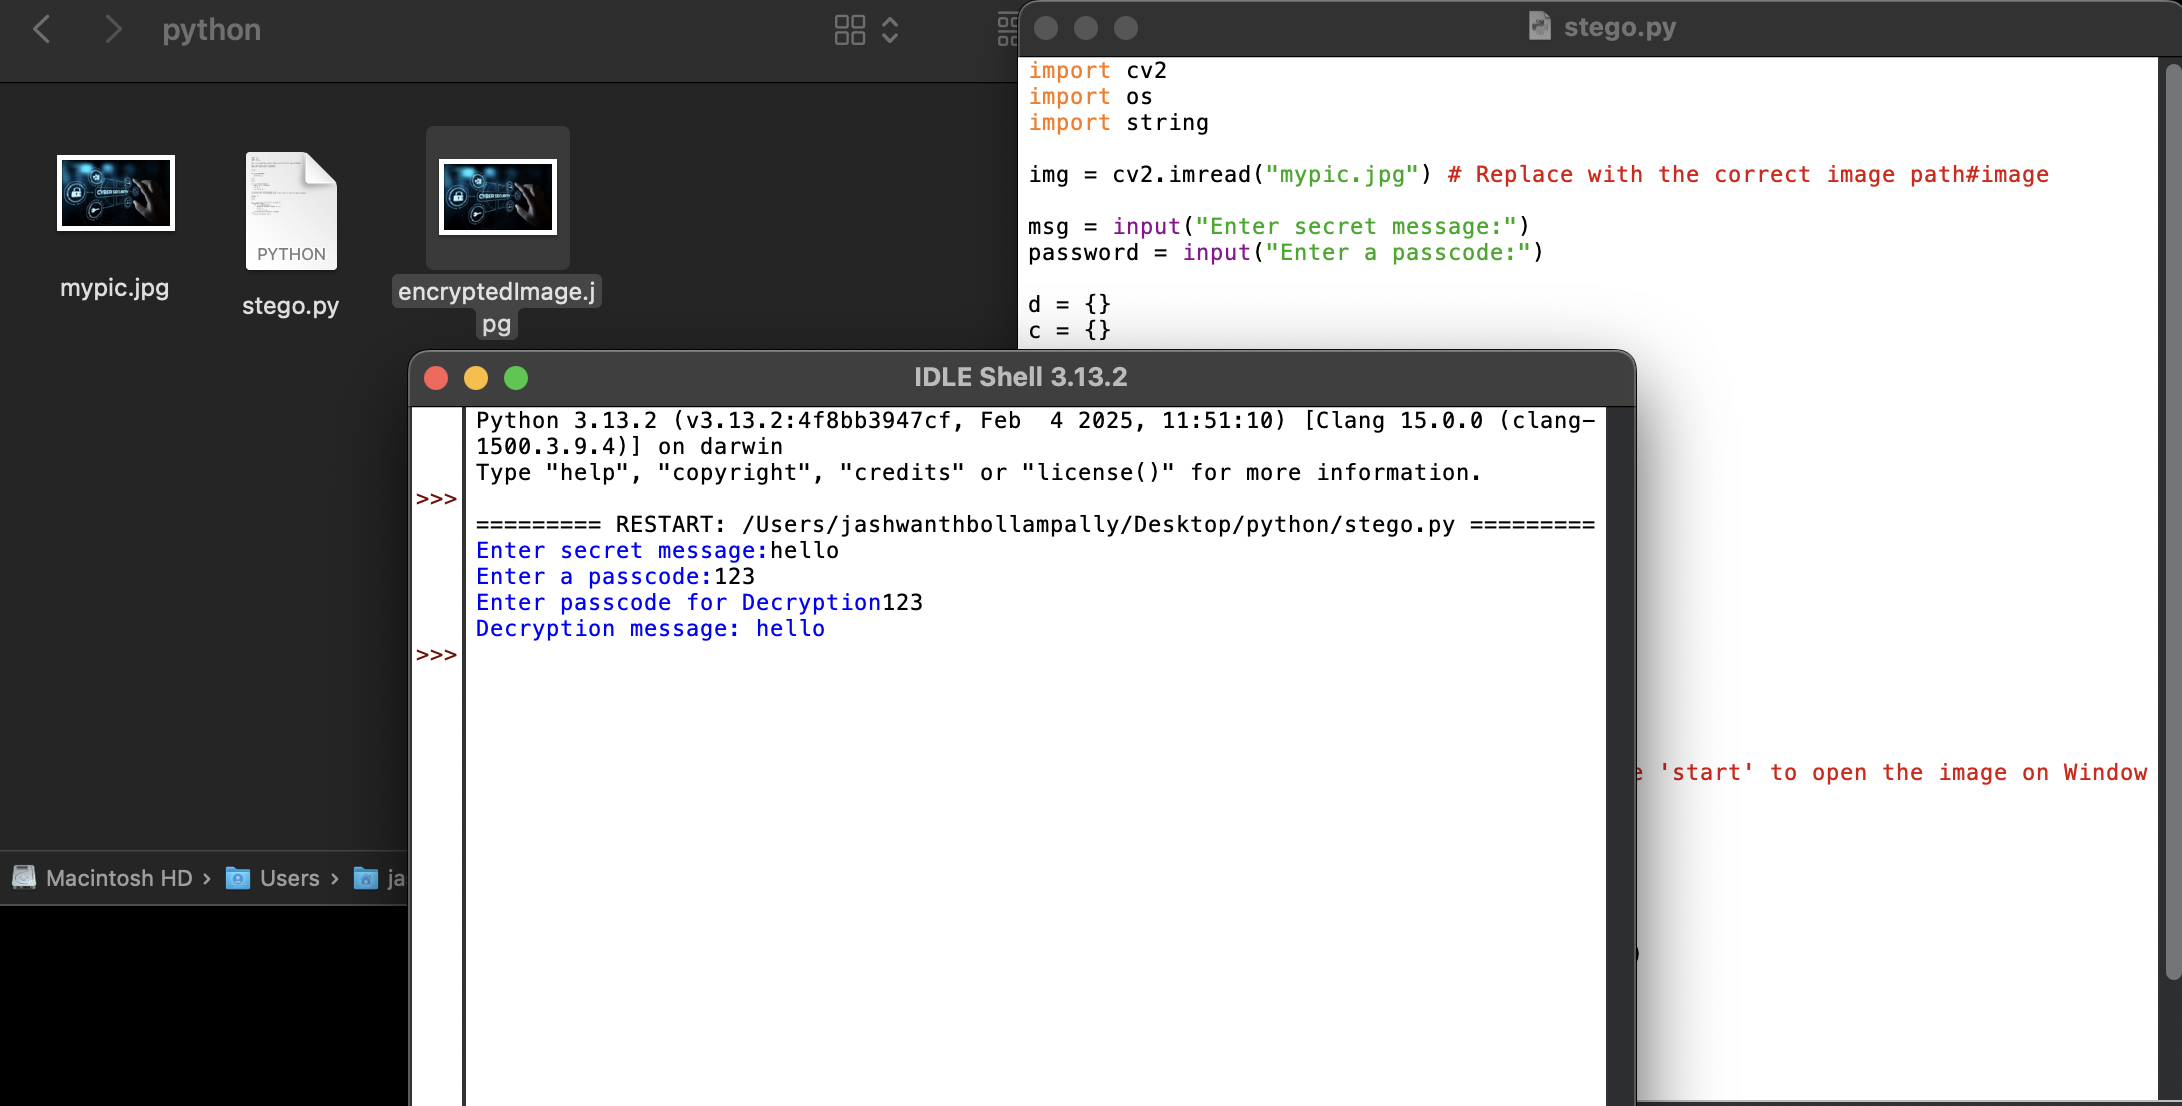 python
mypic.jpg
PYTHON
stego.py
encryptedImage.j
pg
Macintosh HD › Users ›
stego.py
import cv2
import os
import string
img = cv2.imread("mypic.jpg") # Replace with the correct image path#image
msg = input("Enter secret message:")
password = input("Enter a passcode:")
d = {}
c = {}
'start' to open the image on Window
)
IDLE Shell 3.13.2
Python 3.13.2 (v3.13.2:4f8bb3947cf, Feb  4 2025, 11:51:10) [Clang 15.0.0 (clang-
1500.3.9.4)] on darwin
Type "help", "copyright", "credits" or "license()" for more information.
>>>
========= RESTART: /Users/jashwanthbollampally/Desktop/python/stego.py =========
Enter secret message:hello
Enter a passcode:123
Enter passcode for Decryption123
Decryption message: hello
>>>